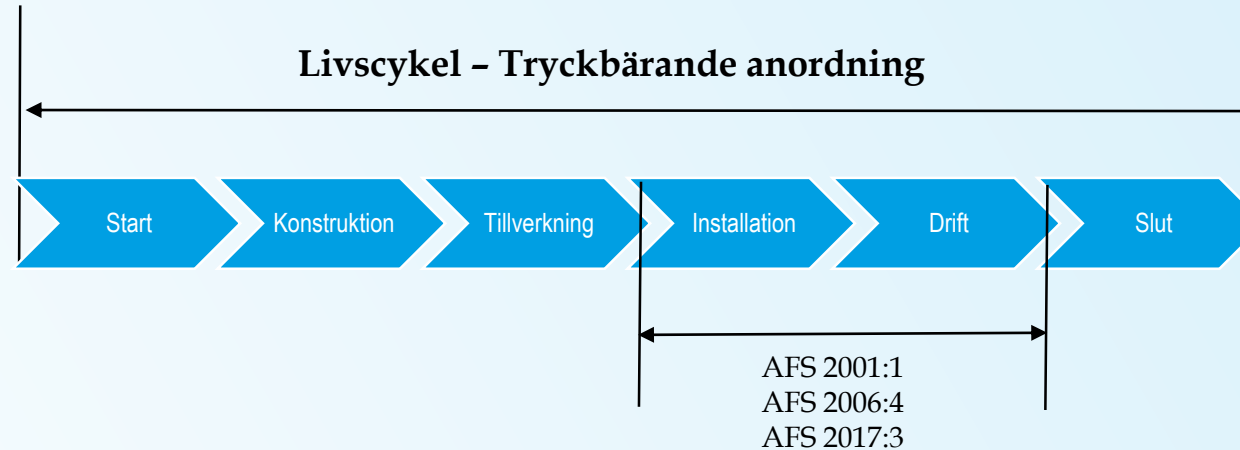 Livscykel – Tryckbärande anordning
Start
Konstruktion
Tillverkning
Installation
Drift
Slut
AFS 2001:1
AFS 2006:4
AFS 2017:3